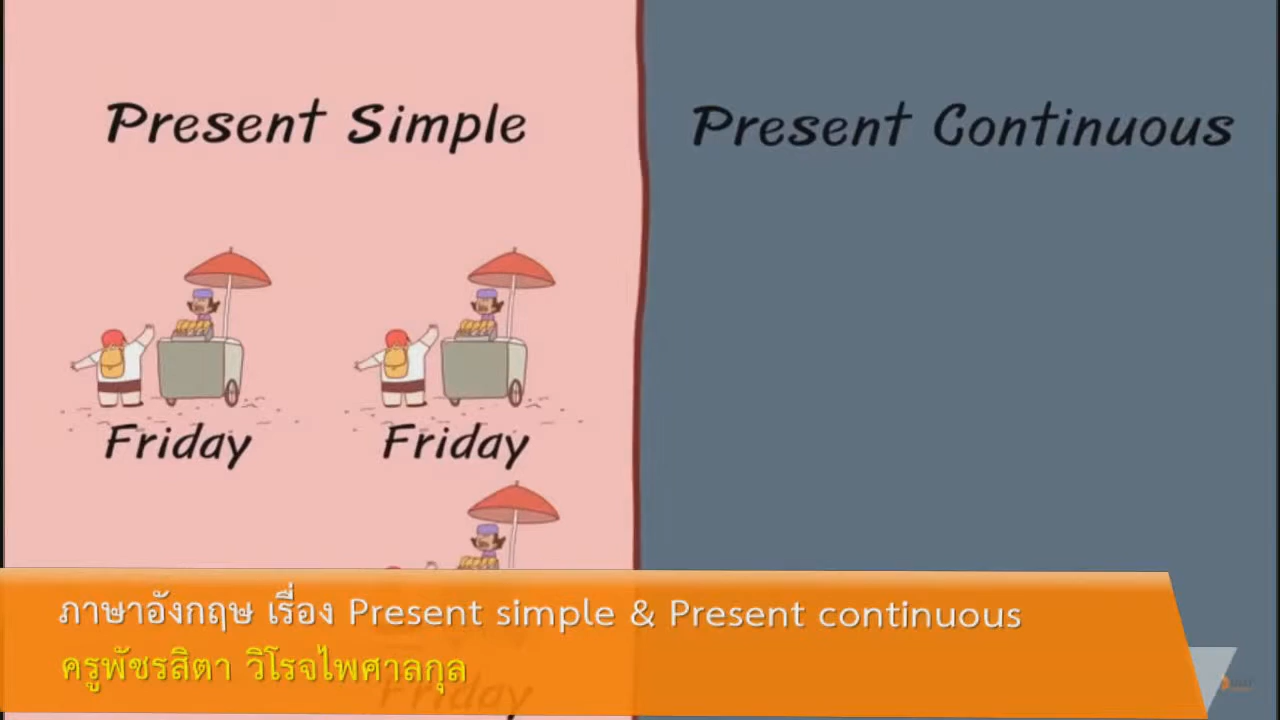 Present Simple
Present Continuous
Friday
Friday
ภาษาอังกฤษ เรื่อง Present simple & Present continuous
ครูพัชรสิตา วิโรจไพศาลกุล
Friday